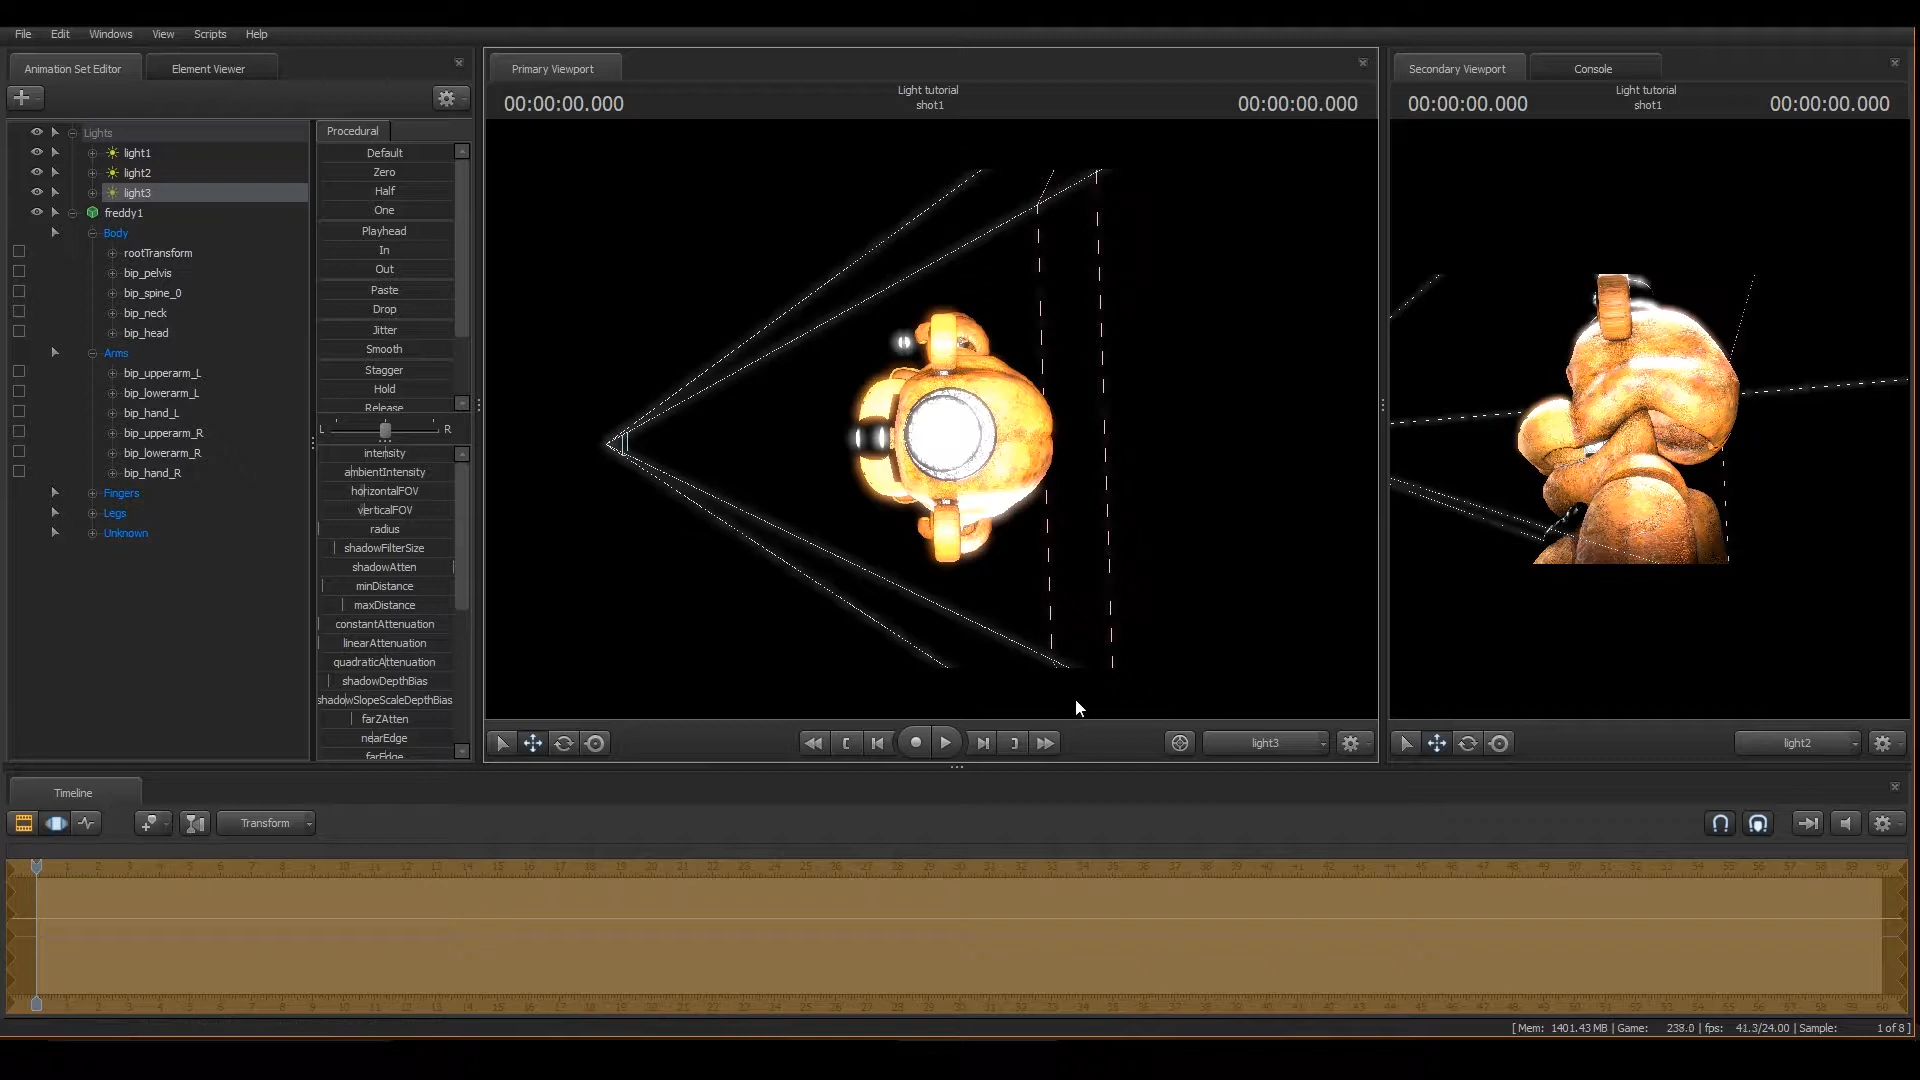 File Edit Windows View Scripts Help
Animation Set Editor Element Viewer
Lights
light1
light2
light3
freddy1
Body
rootTransform
bip_pelvis
bip_spine_0
bip_neck
bip_head
Arms
bip_upperarm_L
bip_lowerarm_L
bip_hand_L
bip_upperarm_R
bip_lowerarm_R
bip_hand_R
Fingers
Legs
Unknown
Procedural
Default
Zero
Half
One
Playhead
In
Out
Paste
Drop
Jitter
Smooth
Stagger
Hold
Release
L R
intensity
ambientIntensity
horizontalFOV
verticalFOV
radius
shadowFilterSize
shadowAtten
minDistance
maxDistance
constantAttenuation
linearAttenuation
quadraticAttenuation
shadowDepthBias
shadowSlopeScaleDepthBias
farZAtten
nearEdge
farEdge
Primary Viewport
00:00:00.000 Light tutorial 00:00:00.000
shot1
light3
Secondary Viewport Console
00:00:00.000 Light tutorial 00:00:00.000
shot1
light2
Timeline
Transform
[ Mem: 1401.43 MB | Game: 238.0 | fps: 41.3/24.00 | Sample: 1 of 8 ]